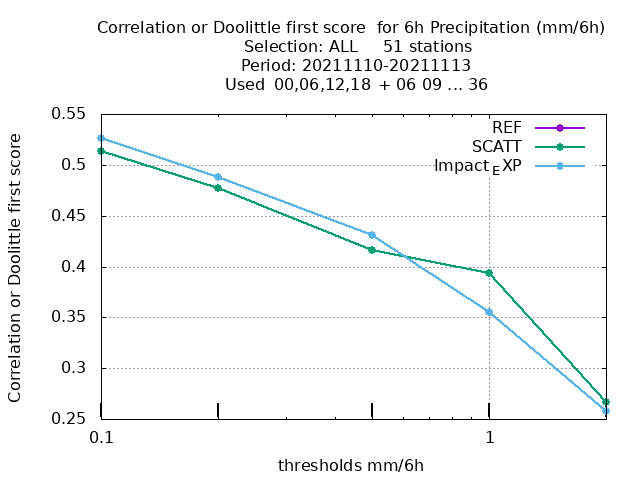 Correlation or Doolittle first score  for 6h Precipitation (mm/6h)
Selection: ALL     51 stations
Period: 20211110-20211113
Used  00,06,12,18 + 06 09 ... 36
Correlation or Doolittle first score
0.55
0.5
0.45
0.4
0.35
0.3
0.25
REF
SCATT
Impact_EXP
0.1
1
thresholds mm/6h